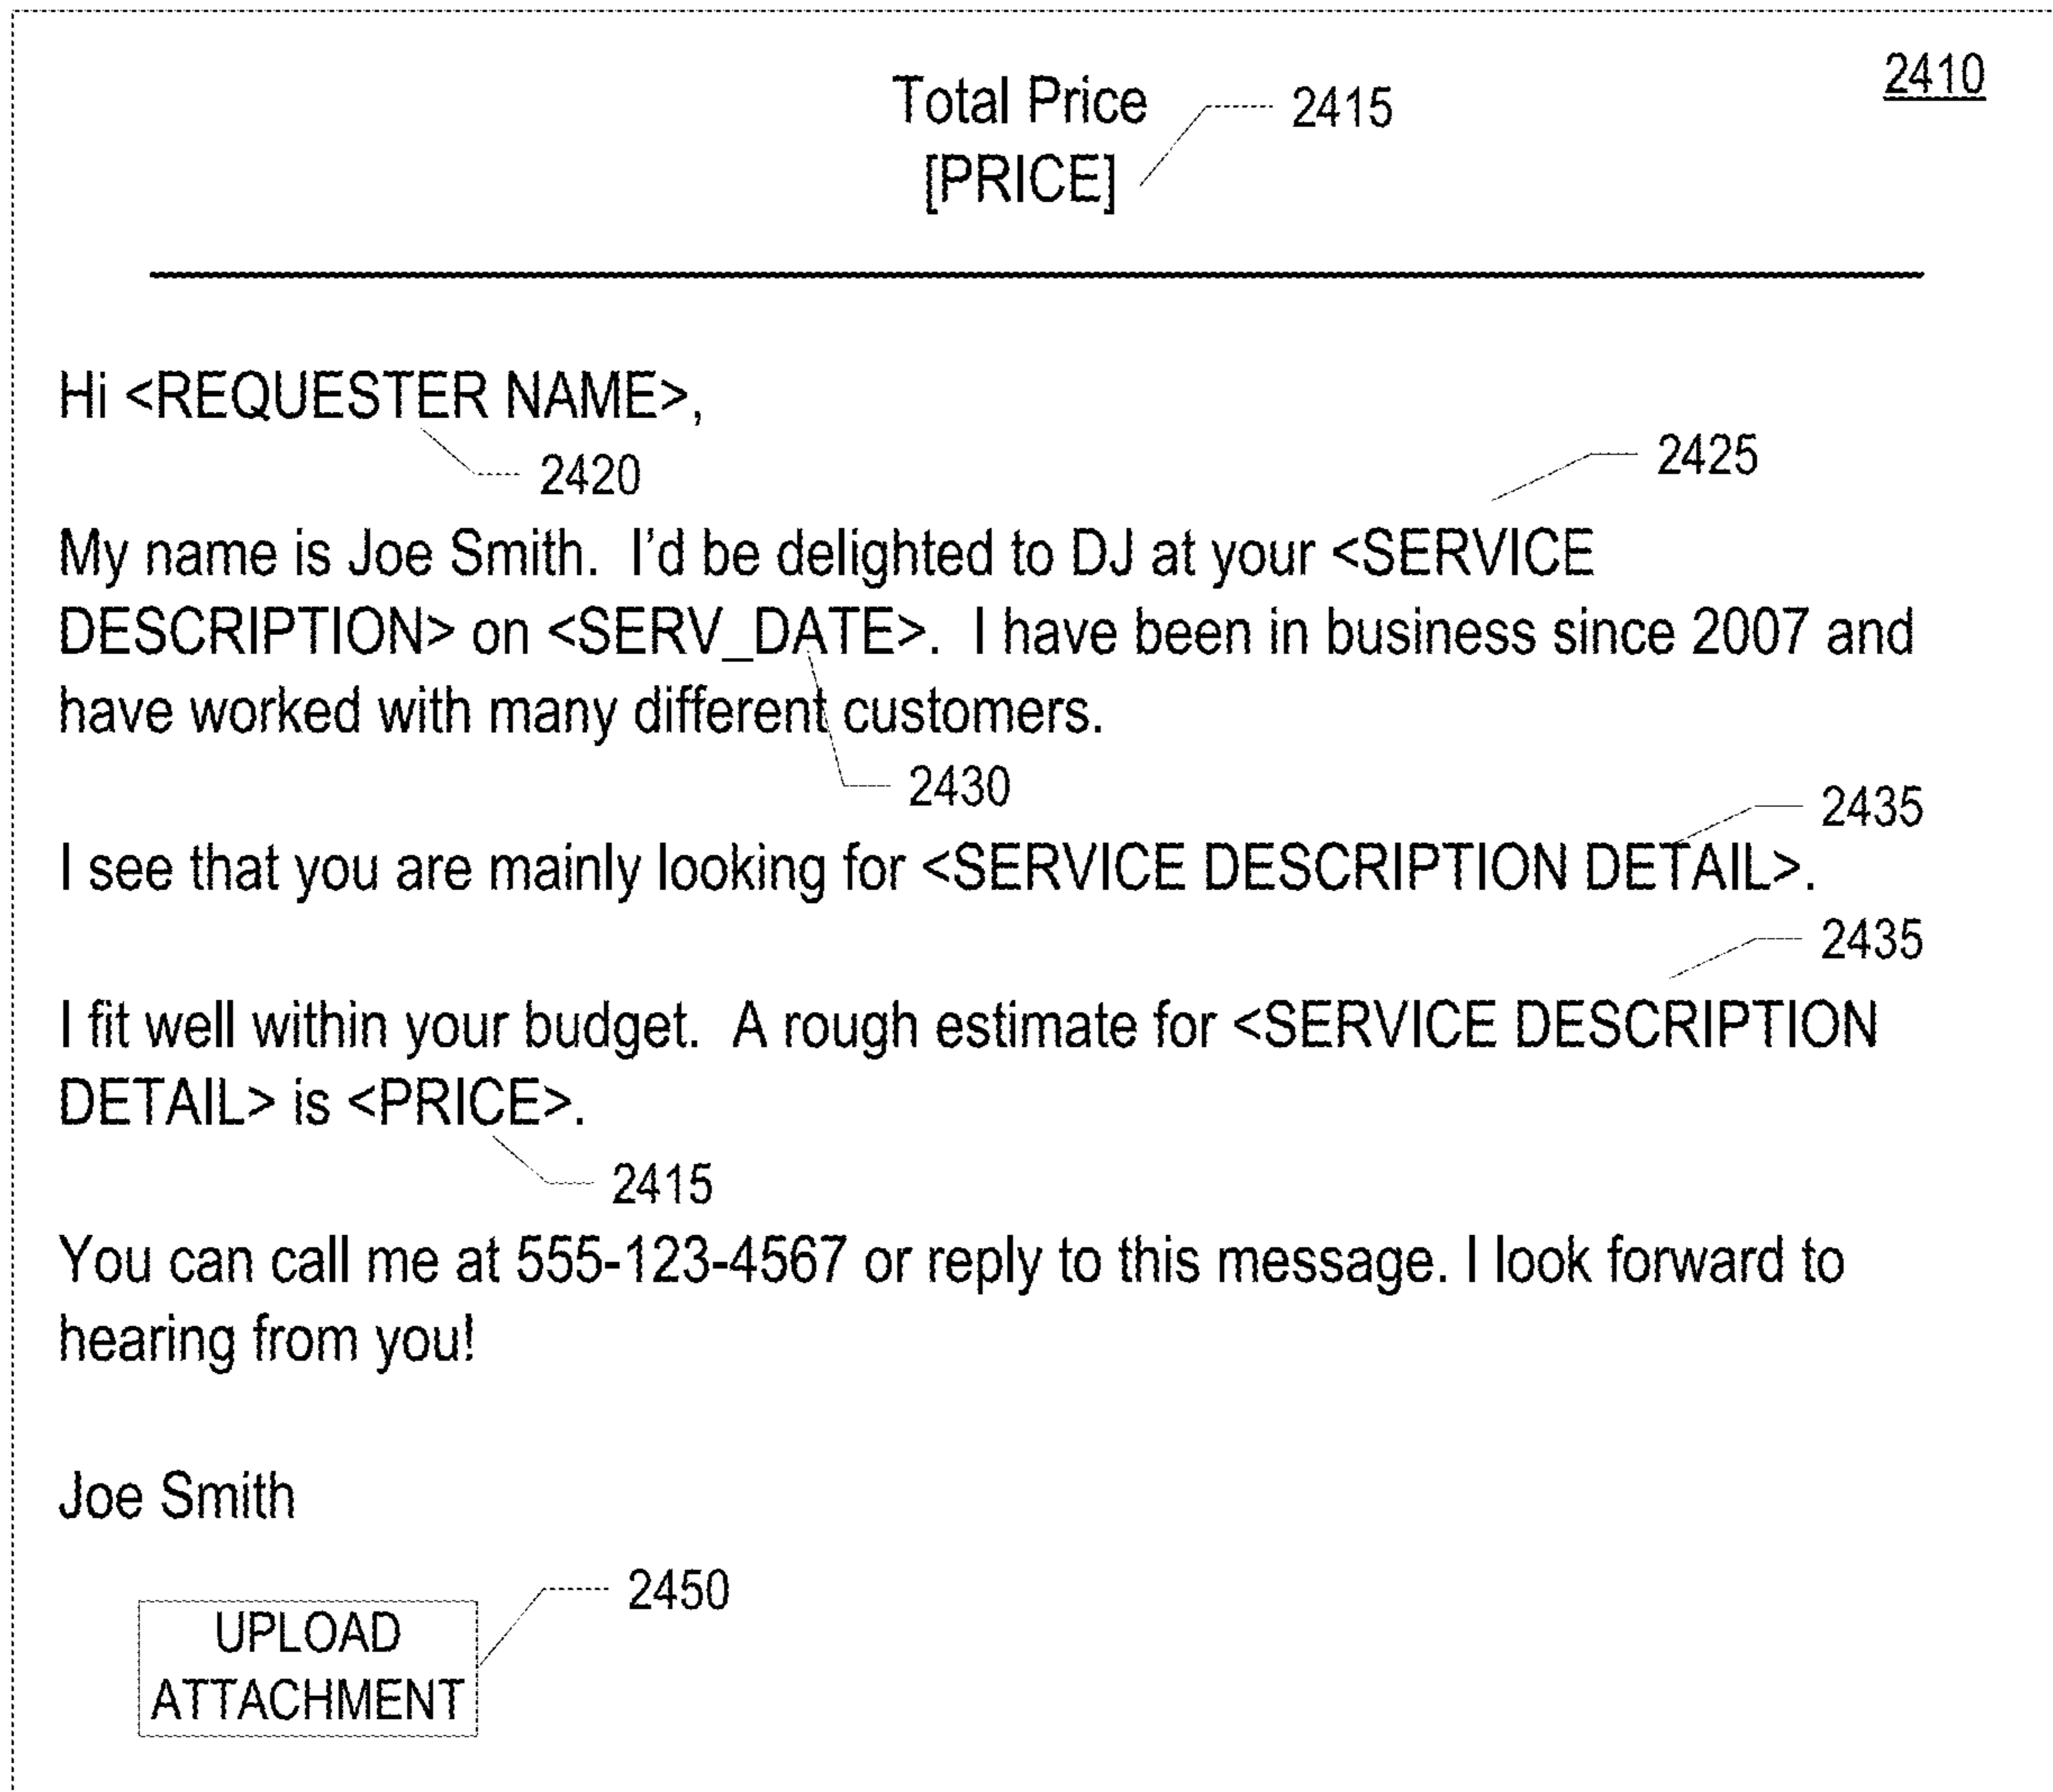 2410
Total Price
2415
[PRICE]
Hi <REQUESTER NAME>,
2420
2425
My name is Joe Smith.  I'd be delighted to DJ at your <SERVICE
DESCRIPTION> on <SERV_DATE>.  I have been in business since 2007 and
have worked with many different customers.
2430
2435
I see that you are mainly looking for <SERVICE DESCRIPTION DETAIL>.
2435
I fit well within your budget.  A rough estimate for <SERVICE DESCRIPTION
DETAIL> is <PRICE>.
2415
You can call me at 555-123-4567 or reply to this message. I look forward to
hearing from you!
Joe Smith
2450
UPLOAD
ATTACHMENT